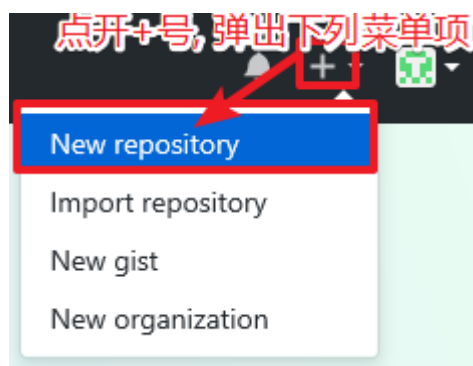 点开+号, 弹出下列菜单项
New repository
Import repository
New gist
New organization